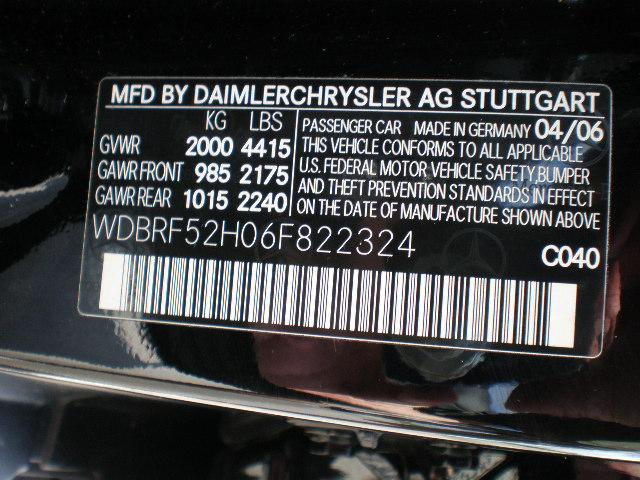 MFD BY DAIMLERCHRYSLER AG STUTTGART
KG LBS
GVWR 2000 4415
GAWR FRONT 985 2175
GAWR REAR 1015 2240
PASSENGER CAR MADE IN GERMANY 04/06
THIS VEHICLE CONFORMS TO ALL APPLICABLE
U.S. FEDERAL MOTOR VEHICLE SAFETY,BUMPER
AND THEFT PREVENTION STANDARDS IN EFFECT
ON THE DATE OF MANUFACTURE SHOWN ABOVE
WDBRF52H06F822324
C040